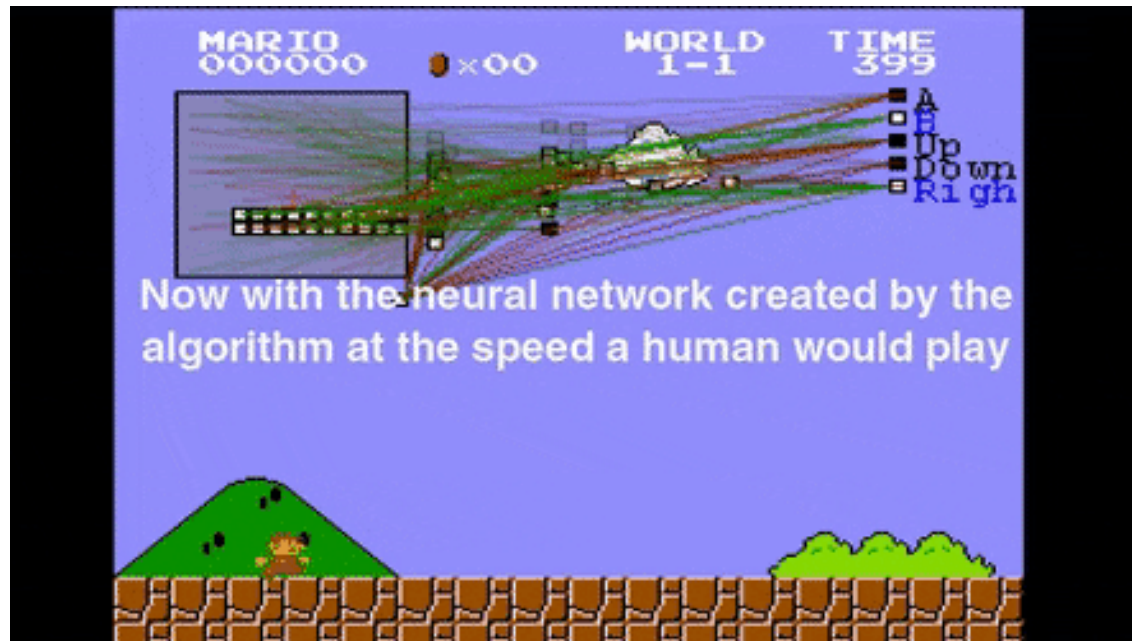 MARIO WORLD TIME
000000 ×00 1-1 399
A
B
Up
Down
Righ
Now with the neural network created by the
algorithm at the speed a human would play